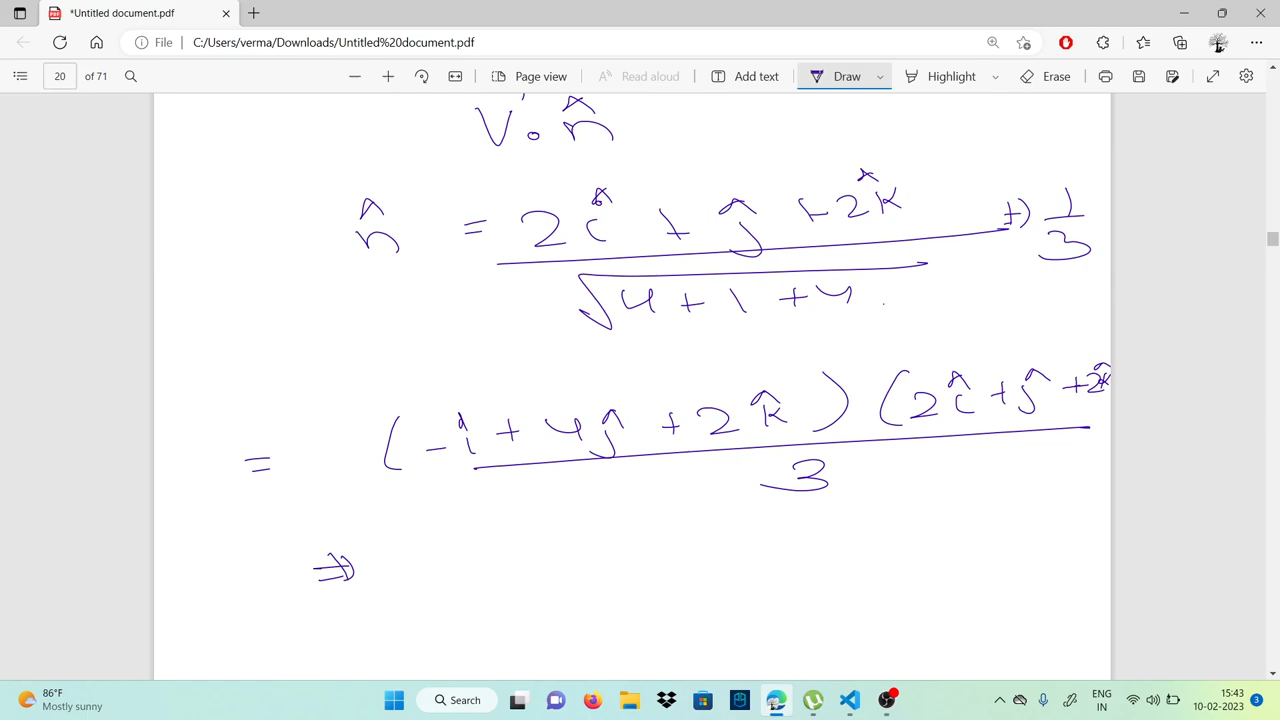 *Untitled document.pdf
File C:/Users/verma/Downloads/Untitled%20document.pdf
20 of 71 Page view Read aloud Add text Draw Highlight Erase
V . n̂
n̂ = 2î + ĵ + 2k̂ 1
√4 + 1 + 4 3
= (-î + 4ĵ + 2k̂) (2î + ĵ + 2k̂
3
⇒
86°F
Mostly sunny
Search
ENG
IN
15:43
10-02-2023
3